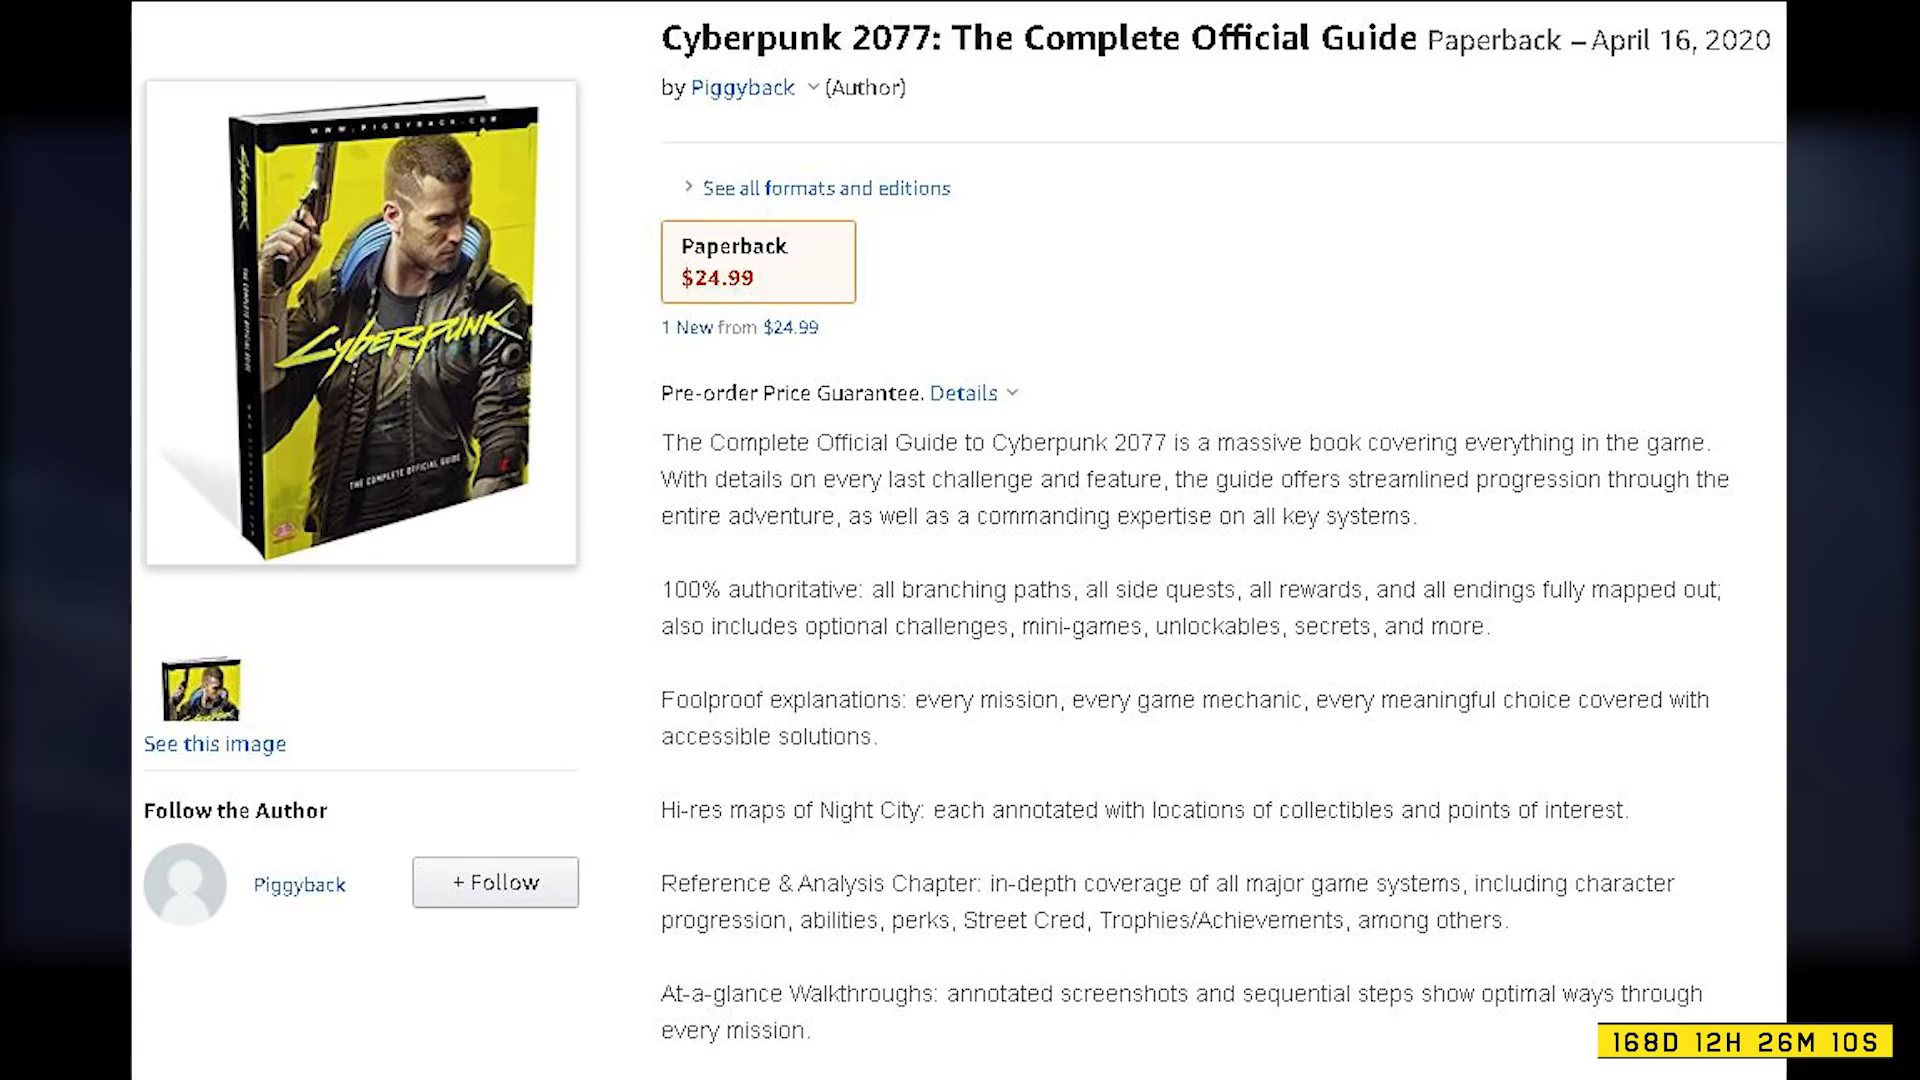 Cyberpunk 2077: The Complete Official Guide Paperback – April 16, 2020
by Piggyback (Author)
WWW.PIGGYBACK.COM
Cyberpunk
THE COMPLETE OFFICIAL GUIDE
See all formats and editions
Paperback
$24.99
1 New from $24.99
Pre-order Price Guarantee. Details
The Complete Official Guide to Cyberpunk 2077 is a massive book covering everything in the game.
With details on every last challenge and feature, the guide offers streamlined progression through the
entire adventure, as well as a commanding expertise on all key systems.
100% authoritative: all branching paths, all side quests, all rewards, and all endings fully mapped out;
also includes optional challenges, mini-games, unlockables, secrets, and more.
Foolproof explanations: every mission, every game mechanic, every meaningful choice covered with
accessible solutions.
Hi-res maps of Night City: each annotated with locations of collectibles and points of interest.
Reference & Analysis Chapter: in-depth coverage of all major game systems, including character
progression, abilities, perks, Street Cred, Trophies/Achievements, among others.
At-a-glance Walkthroughs: annotated screenshots and sequential steps show optimal ways through
every mission.
See this image
Follow the Author
Piggyback
+ Follow
168D 12H 26M 10S